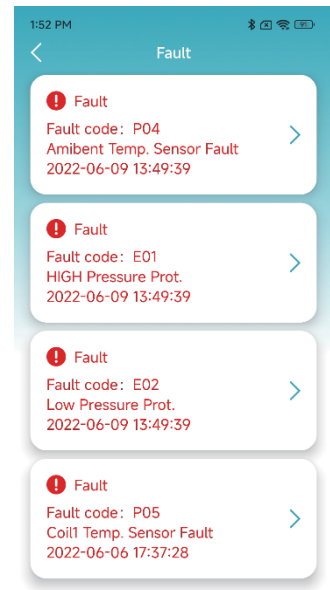 1:52 PM
Fault
Fault
Fault code: P04
Amibent Temp. Sensor Fault
2022-06-09 13:49:39
Fault
Fault code: E01
HIGH Pressure Prot.
2022-06-09 13:49:39
Fault
Fault code: E02
Low Pressure Prot.
2022-06-09 13:49:39
Fault
Fault code: P05
Coil1 Temp. Sensor Fault
2022-06-06 17:37:28